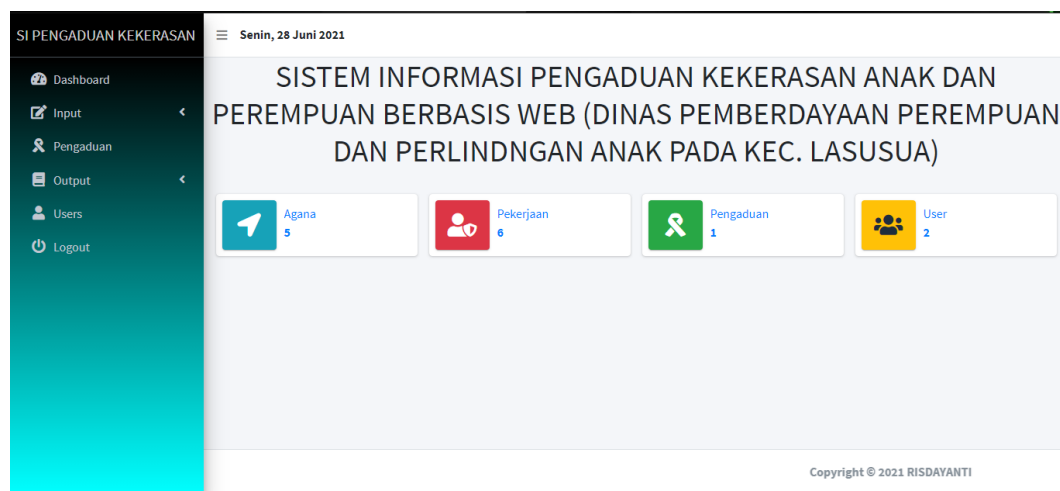 SI PENGADUAN KEKERASAN
Senin, 28 Juni 2021
Dashboard
Input
Pengaduan
Output
Users
Logout
SISTEM INFORMASI PENGADUAN KEKERASAN ANAK DAN
PEREMPUAN BERBASIS WEB (DINAS PEMBERDAYAAN PEREMPUAN
DAN PERLINDNGAN ANAK PADA KEC. LASUSUA)
Agana
5
Pekerjaan
6
Pengaduan
1
User
2
Copyright © 2021 RISDAYANTI